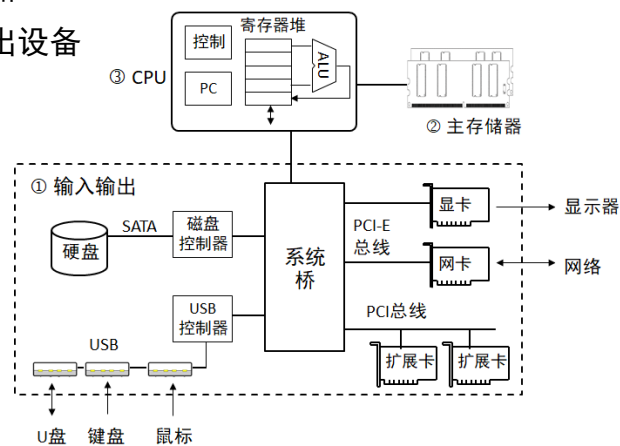 出设备
寄存器堆
控制
ALU
③ CPU
PC
② 主存储器
① 输入输出
SATA
磁盘
控制器
硬盘
显卡
显示器
PCI-E
总线
系统
桥
网卡
网络
USB
控制器
PCI总线
USB
扩展卡
扩展卡
U盘
键盘
鼠标